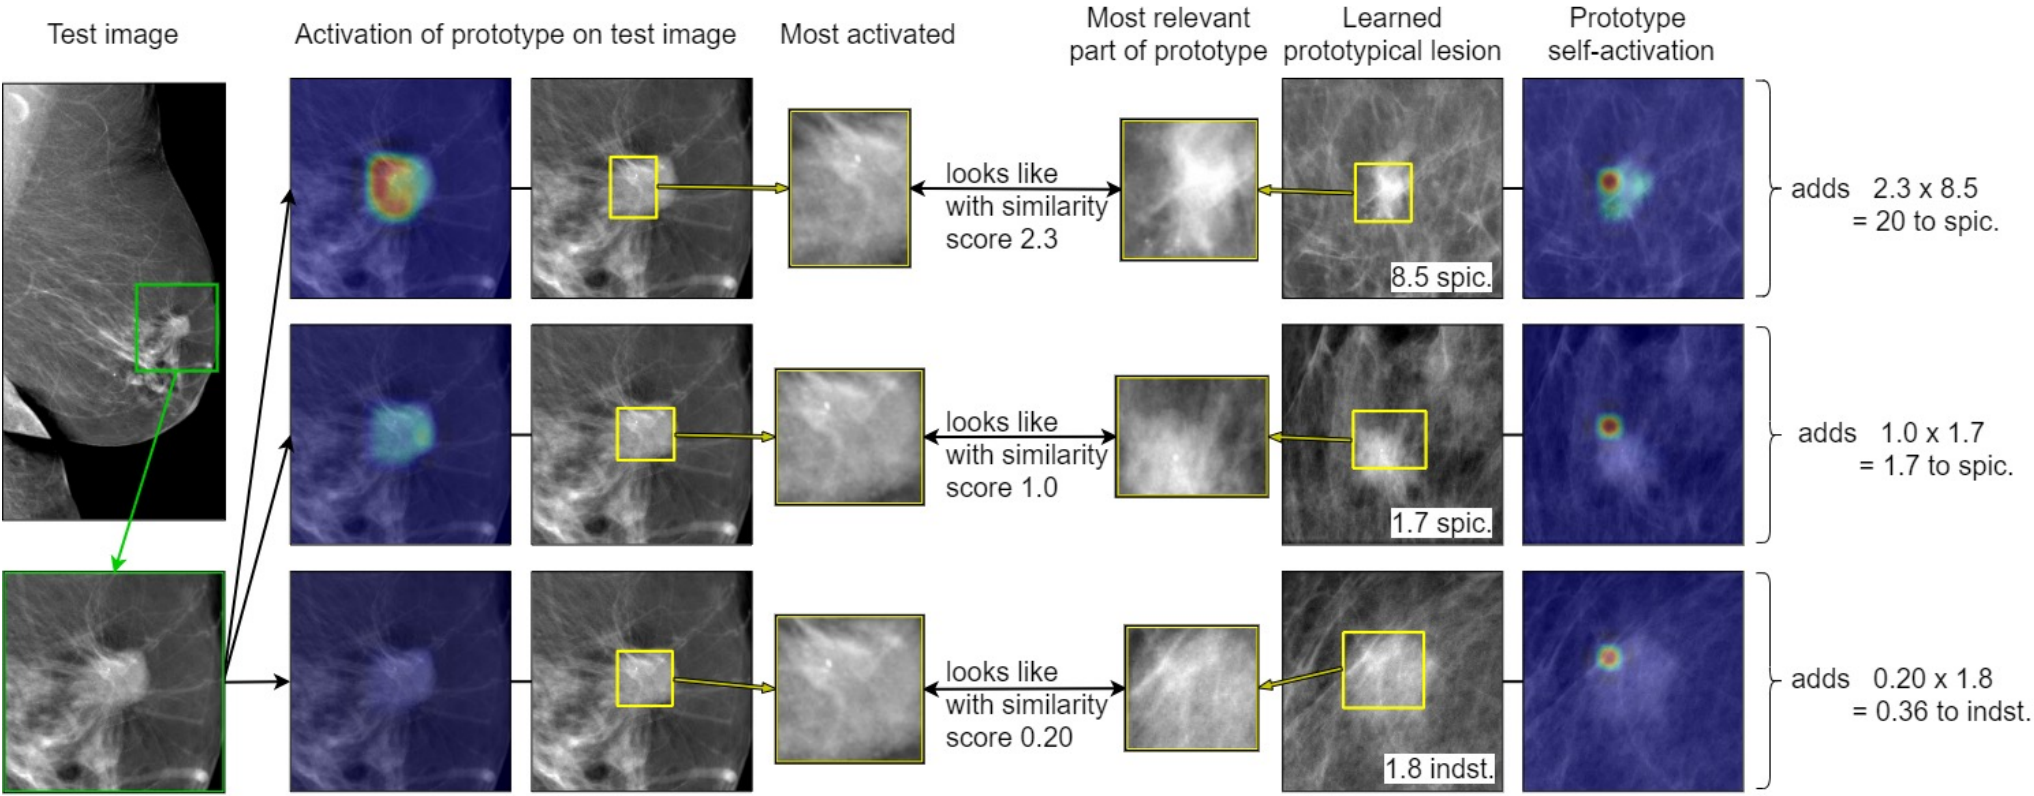 Test image
Activation of prototype on test image
Most activated
Most relevant
part of prototype
Learned
prototypical lesion
Prototype
self-activation
looks like
with similarity
score 2.3
8.5 spic.
adds 2.3 x 8.5
= 20 to spic.
looks like
with similarity
score 1.0
1.7 spic.
adds 1.0 x 1.7
= 1.7 to spic.
looks like
with similarity
score 0.20
1.8 indst.
adds 0.20 x 1.8
= 0.36 to indst.